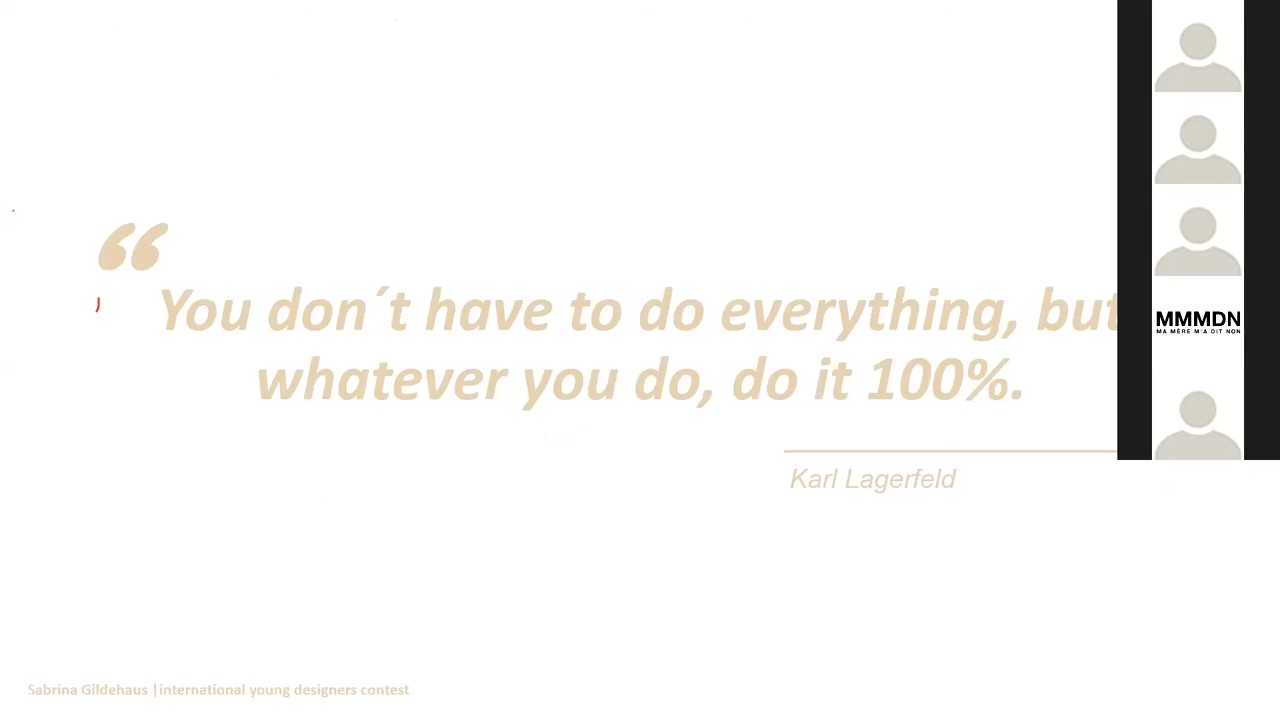 “
You don´t have to do everything, but
whatever you do, do it 100%.
Karl Lagerfeld
MMMDN
MA MÈRE M'A DIT NON
Sabrina Gildehaus |international young designers contest